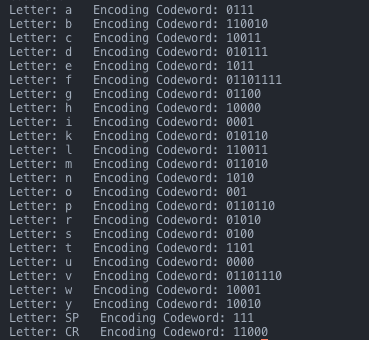 Letter: a   Encoding Codeword: 0111
Letter: b   Encoding Codeword: 110010
Letter: c   Encoding Codeword: 10011
Letter: d   Encoding Codeword: 010111
Letter: e   Encoding Codeword: 1011
Letter: f   Encoding Codeword: 01101111
Letter: g   Encoding Codeword: 01100
Letter: h   Encoding Codeword: 10000
Letter: i   Encoding Codeword: 0001
Letter: k   Encoding Codeword: 010110
Letter: l   Encoding Codeword: 110011
Letter: m   Encoding Codeword: 011010
Letter: n   Encoding Codeword: 1010
Letter: o   Encoding Codeword: 001
Letter: p   Encoding Codeword: 0110110
Letter: r   Encoding Codeword: 01010
Letter: s   Encoding Codeword: 0100
Letter: t   Encoding Codeword: 1101
Letter: u   Encoding Codeword: 0000
Letter: v   Encoding Codeword: 01101110
Letter: w   Encoding Codeword: 10001
Letter: y   Encoding Codeword: 10010
Letter: SP   Encoding Codeword: 111
Letter: CR   Encoding Codeword: 11000